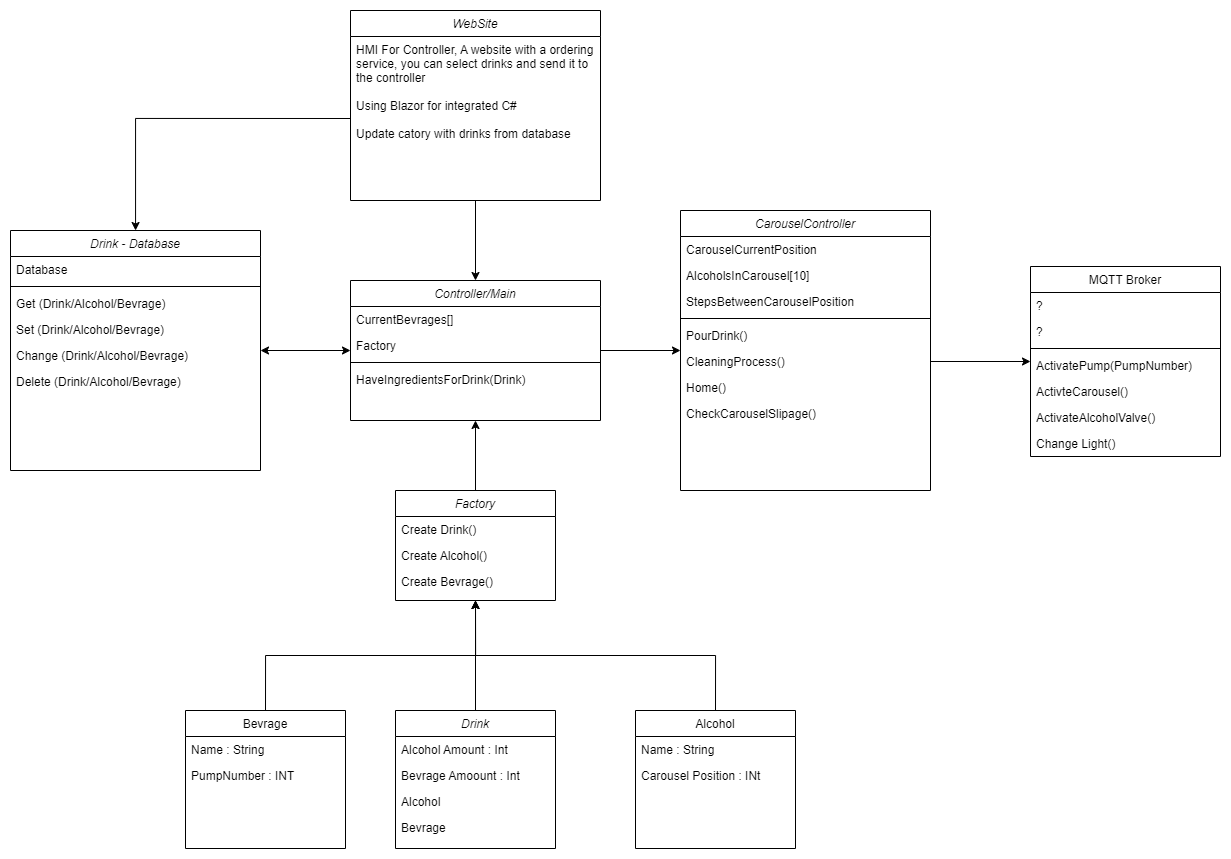 WebSite
HMI For Controller, A website with a ordering
service, you can select drinks and send it to
the controller
Using Blazor for integrated C#
Update catory with drinks from database
Drink - Database
Database
Get (Drink/Alcohol/Bevrage)
Set (Drink/Alcohol/Bevrage)
Change (Drink/Alcohol/Bevrage)
Delete (Drink/Alcohol/Bevrage)
Controller/Main
CurrentBevrages[]
Factory
HaveIngredientsForDrink(Drink)
CarouselController
CarouselCurrentPosition
AlcoholsInCarousel[10]
StepsBetweenCarouselPosition
PourDrink()
CleaningProcess()
Home()
CheckCarouselSlipage()
MQTT Broker
?
?
ActivatePump(PumpNumber)
ActivteCarousel()
ActivateAlcoholValve()
Change Light()
Factory
Create Drink()
Create Alcohol()
Create Bevrage()
Bevrage
Name : String
PumpNumber : INT
Drink
Alcohol Amount : Int
Bevrage Amoount : Int
Alcohol
Bevrage
Alcohol
Name : String
Carousel Position : INt